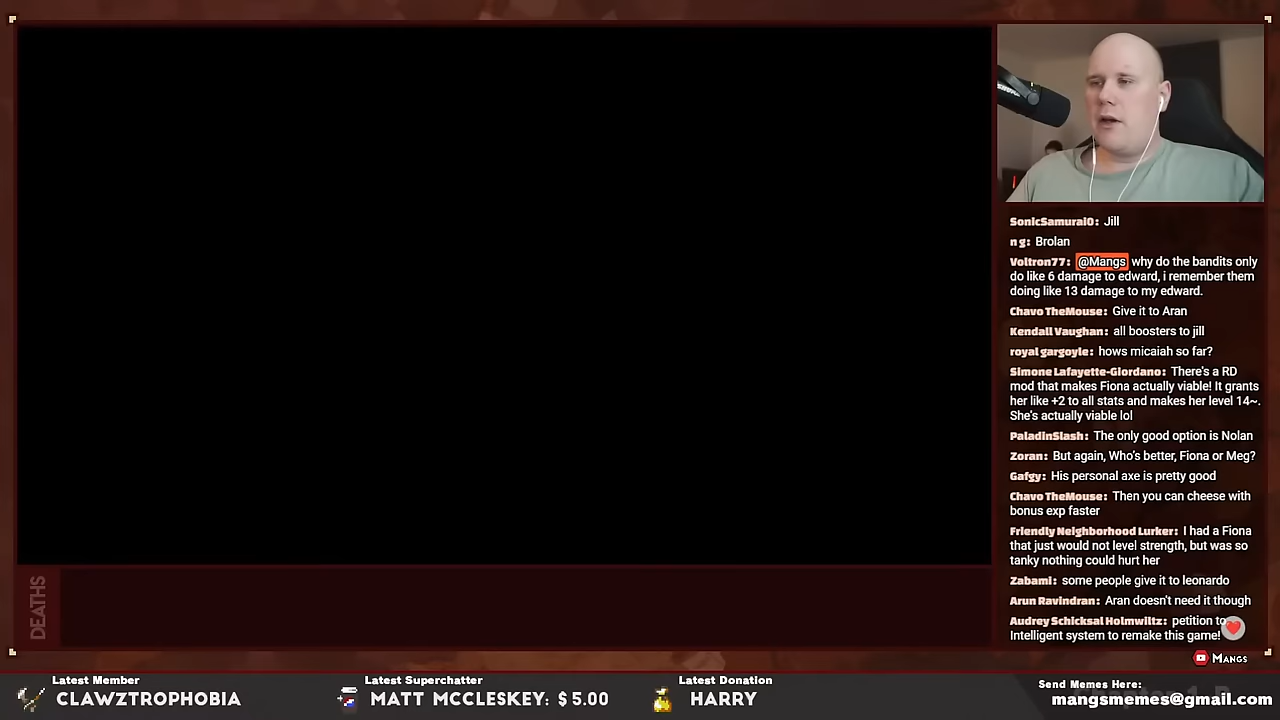 SonicSamurai0: Jill
n g: Brolan
Voltron77: @Mangs why do the bandits only
do like 6 damage to edward, i remember them
doing like 13 damage to my edward.
Chavo TheMouse: Give it to Aran
Kendall Vaughan: all boosters to jill
royal gargoyle: hows micaiah so far?
Simone Lafayette-Giordano: There's a RD
mod that makes Fiona actually viable! It grants
her like +2 to all stats and makes her level 14~.
She's actually viable lol
PaladinSlash: The only good option is Nolan
Zoran: But again, Who's better, Fiona or Meg?
Gafgy: His personal axe is pretty good
Chavo TheMouse: Then you can cheese with
bonus exp faster
Friendly Neighborhood Lurker: I had a Fiona
that just would not level strength, but was so
tanky nothing could hurt her
Zabami: some people give it to leonardo
Arun Ravindran: Aran doesn't need it though
Audrey Schicksal Holmwiltz: petition to
Intelligent system to remake this game!
DEATHS
Mangs
Latest Member
CLAWZTROPHOBIA
Latest Superchatter
MATT MCCLESKEY: $5.00
Latest Donation
HARRY
Send Memes Here:
mangsmemes@gmail.com